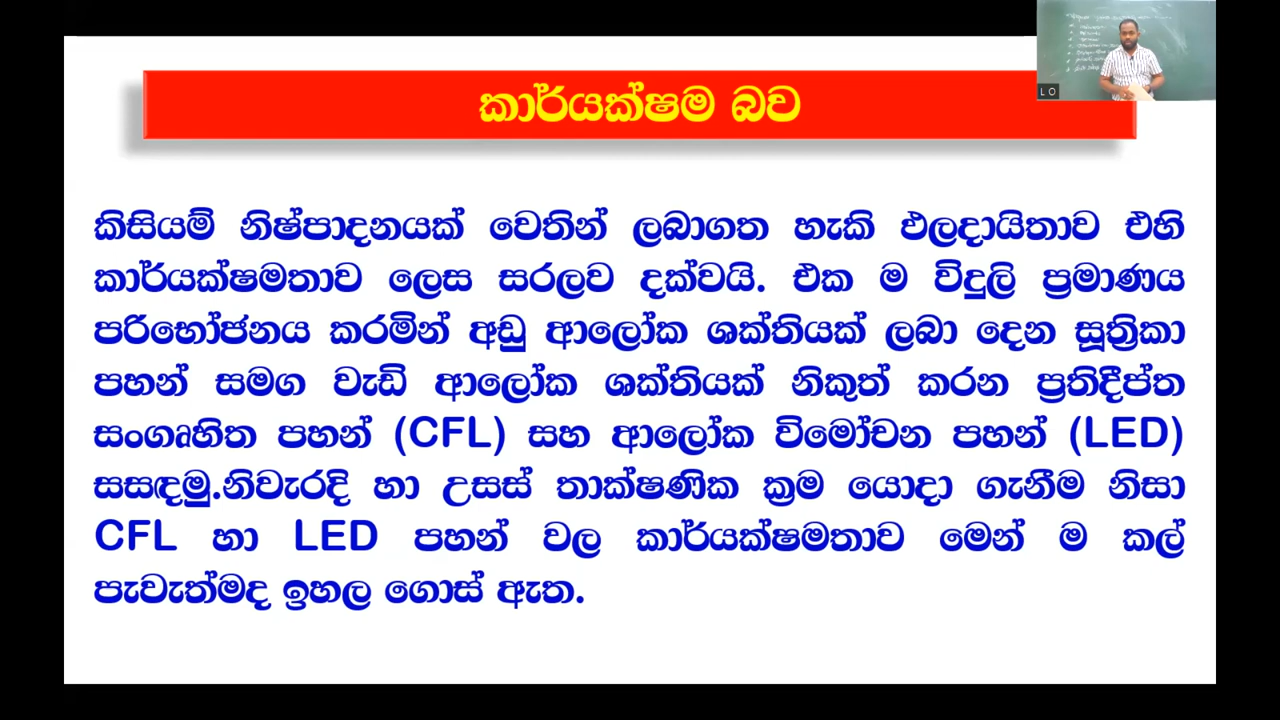 කාර්යක්ෂම බව
කිසියම් නිෂ්පාදනයක් වෙතින් ලබාගත හැකි ඵලදායිතාව එහි
කාර්යක්ෂමතාව ලෙස සරලව දක්වයි. එක ම විදුලි ප්‍රමාණය
පරිභෝජනය කරමින් අඩු ආලෝක ශක්තියක් ලබා දෙන සූත්‍රිකා
පහන් සමග වැඩි ආලෝක ශක්තියක් නිකුත් කරන ප්‍රතිදීප්ත
සංගෘහිත පහන් (CFL) සහ ආලෝක විමෝචන පහන් (LED)
සසඳමු.නිවැරදි හා උසස් තාක්ෂණික ක්‍රම යොදා ගැනීම නිසා
CFL හා LED පහන් වල කාර්යක්ෂමතාව මෙන් ම කල්
පැවැත්මද ඉහල ගොස් ඇත.
L O